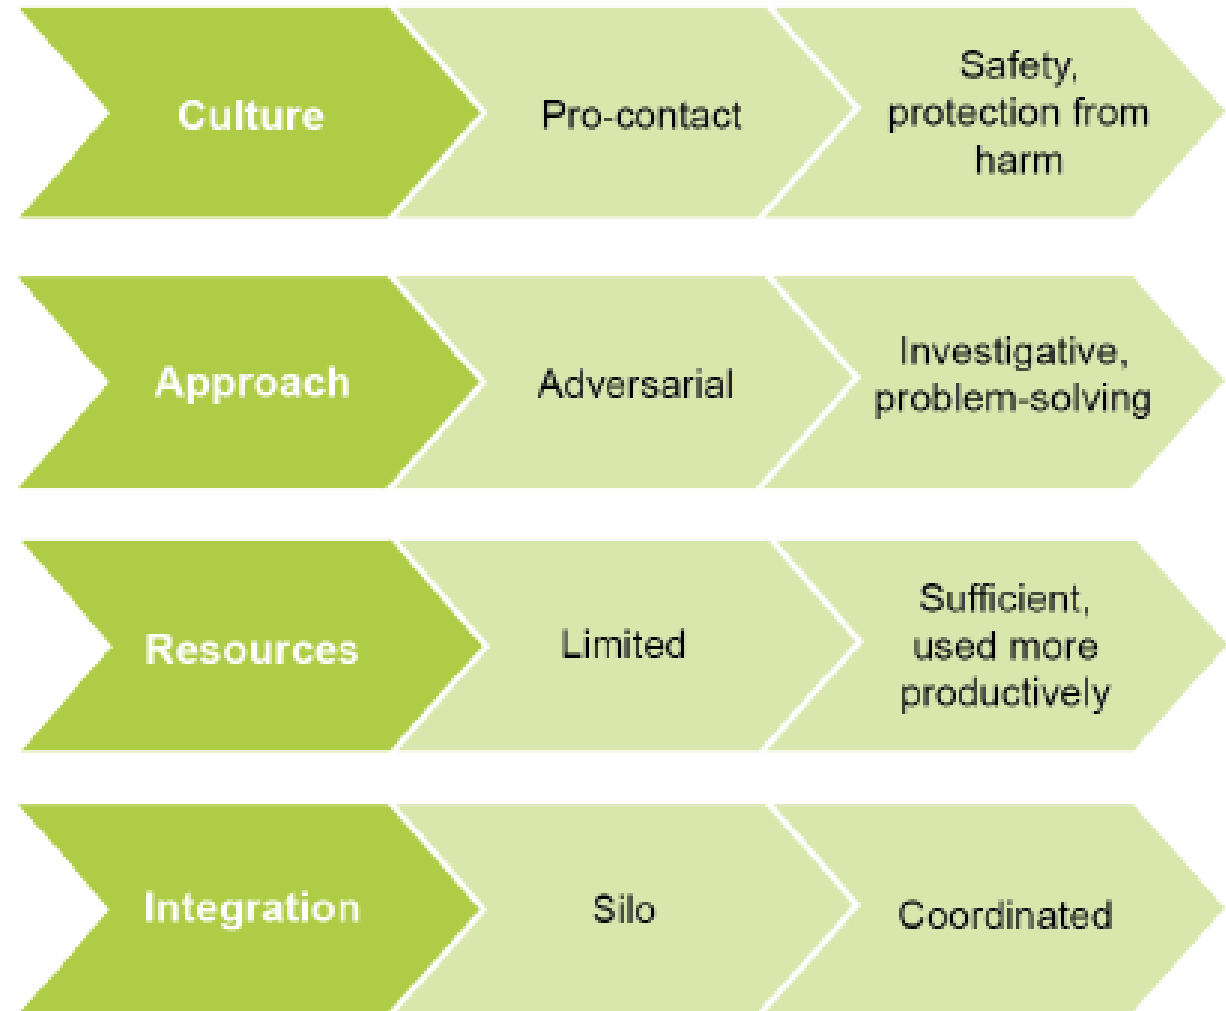 Culture
Pro-contact
Safety,
protection from
harm
Approach
Adversarial
Investigative,
problem-solving
Resources
Limited
Sufficient,
used more
productively
Integration
Silo
Coordinated